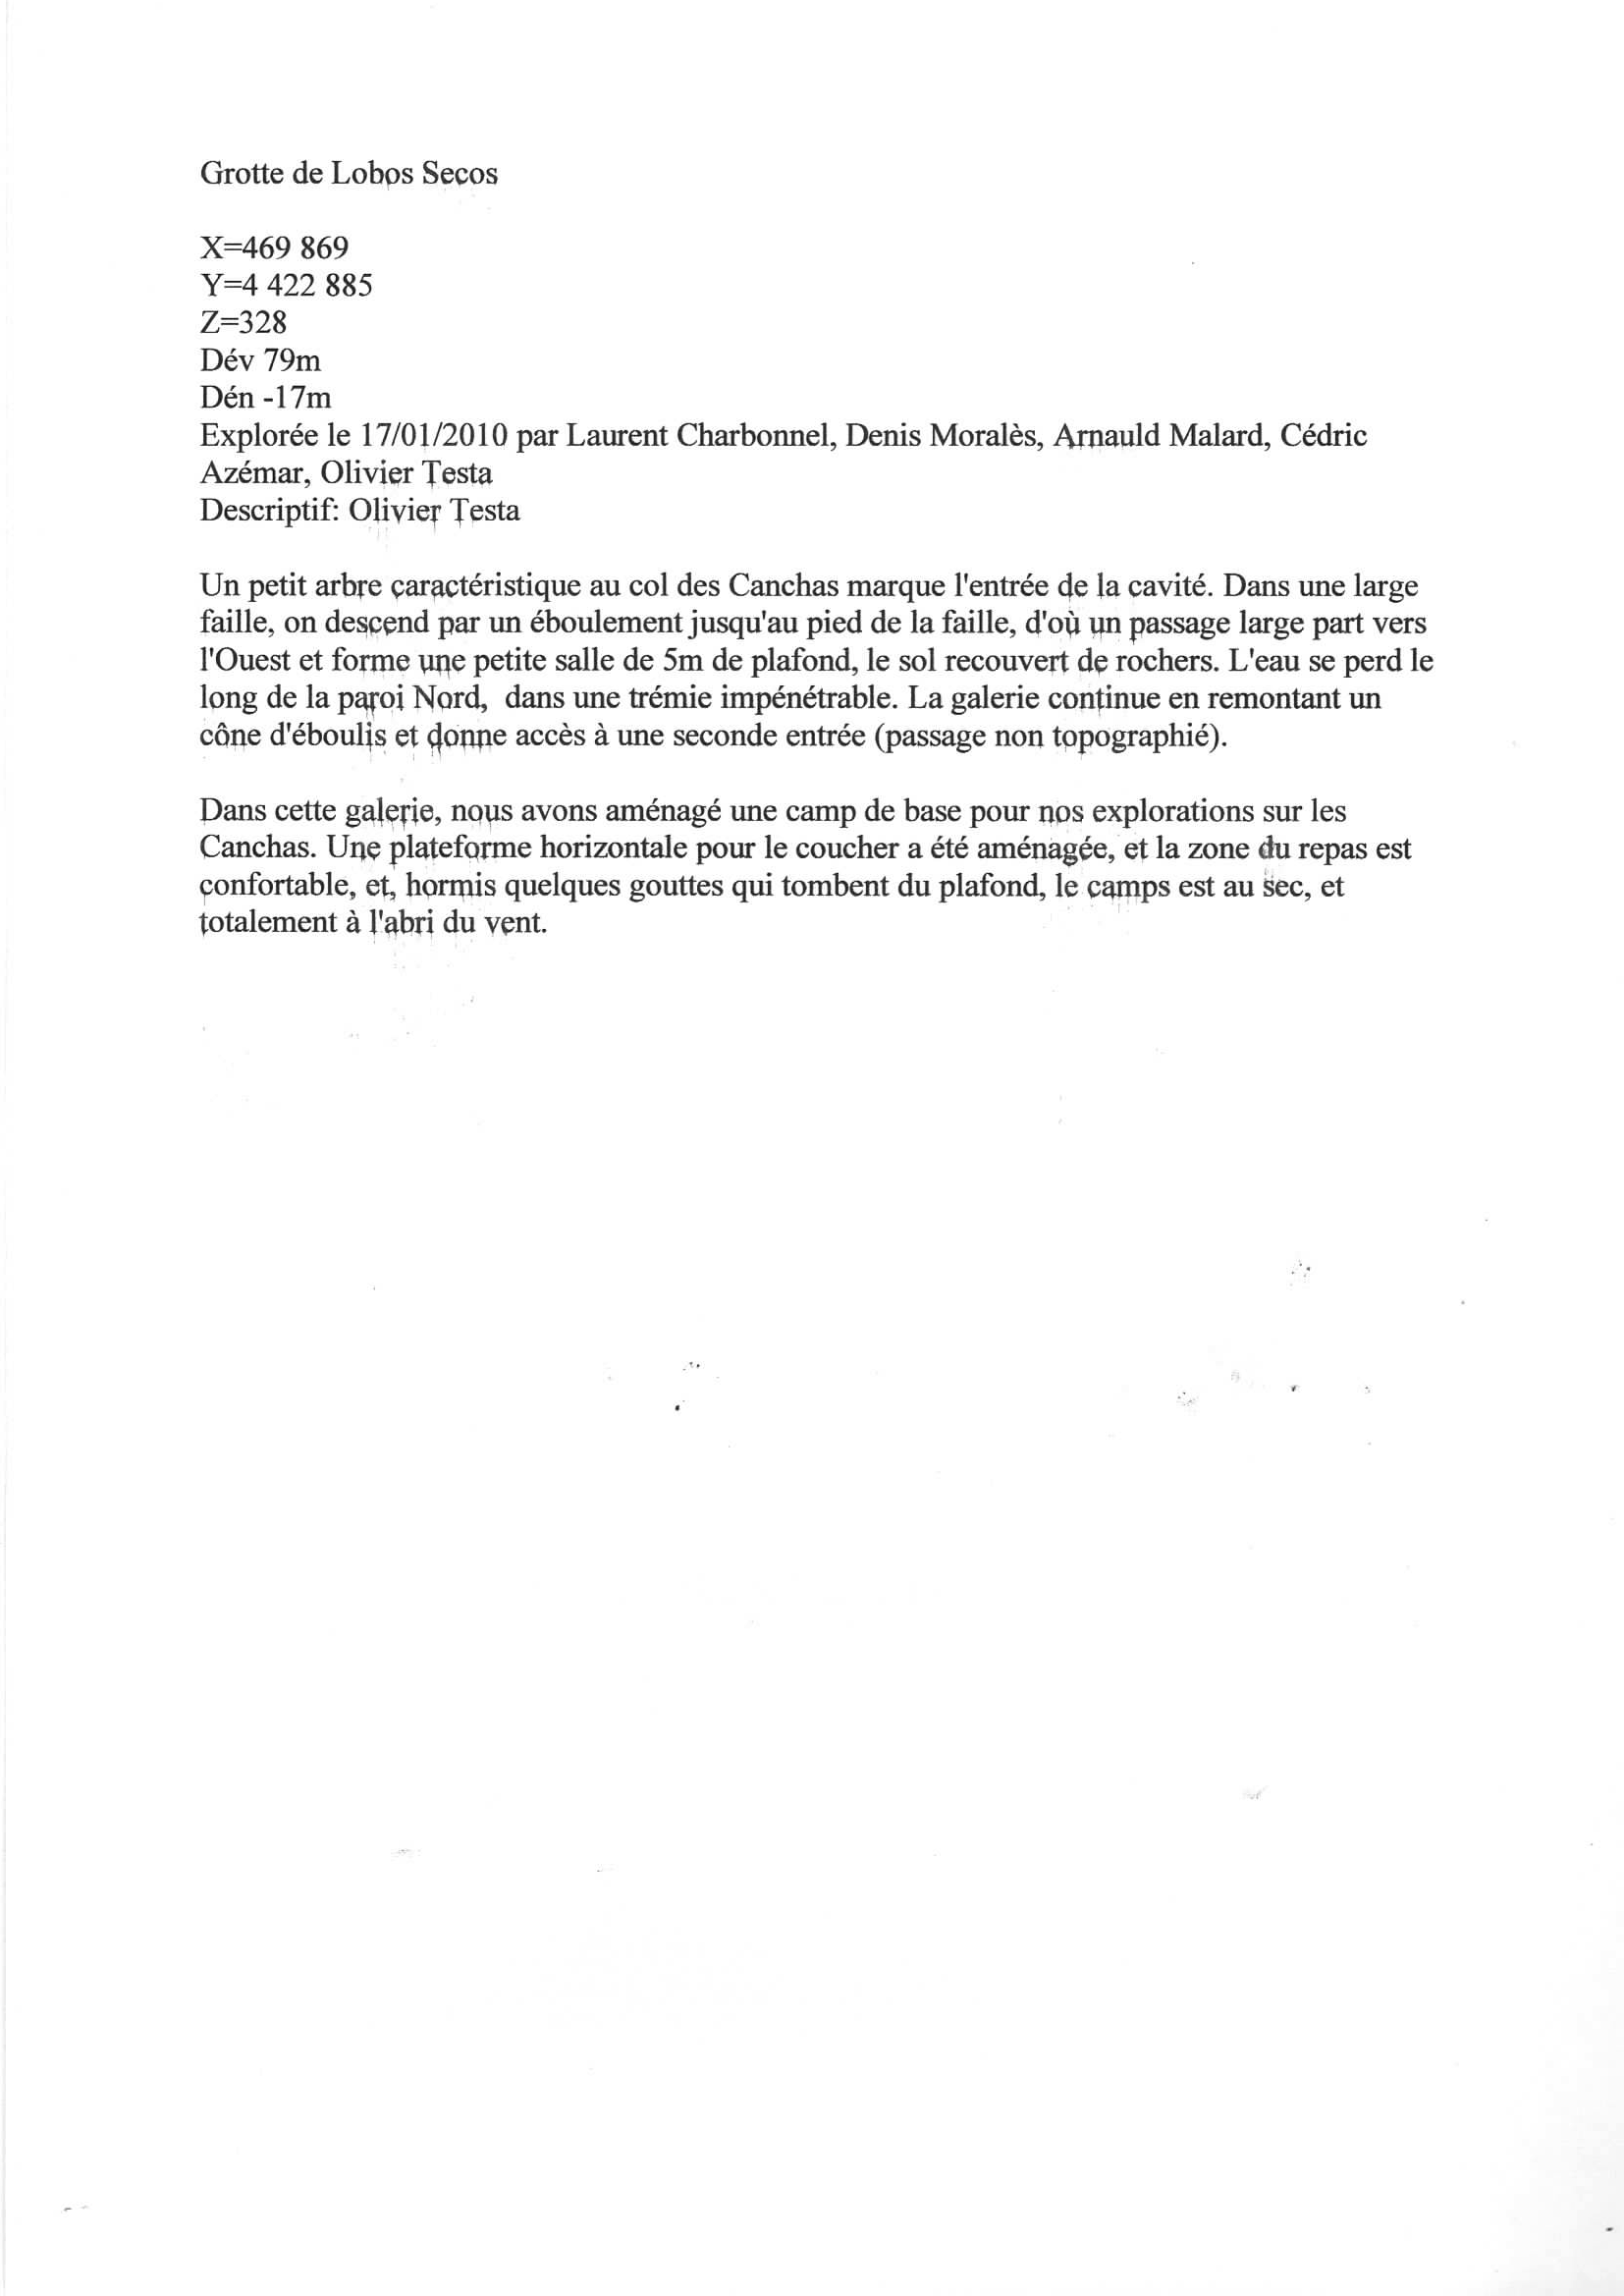 Grotte de Lobos Secos
X=469 869
Y=4 422 885
Z=328
Dév 79m
Dén -17m
Explorée le 17/01/2010 par Laurent Charbonnel, Denis Moralès, Arnauld Malard, Cédric
Azémar, Olivier Testa
Descriptif: Olivier Testa
Un petit arbre caractéristique au col des Canchas marque l'entrée de la cavité. Dans une large
faille, on descend par un éboulement jusqu'au pied de la faille, d'où un passage large part vers
l'Ouest et forme une petite salle de 5m de plafond, le sol recouvert de rochers. L'eau se perd le
long de la paroi Nord,  dans une trémie impénétrable. La galerie continue en remontant un
cône d'éboulis et donne accès à une seconde entrée (passage non topographié).
Dans cette galerie, nous avons aménagé une camp de base pour nos explorations sur les
Canchas. Une plateforme horizontale pour le coucher a été aménagée, et la zone du repas est
confortable, et, hormis quelques gouttes qui tombent du plafond, le camps est au sec, et
totalement à l'abri du vent.